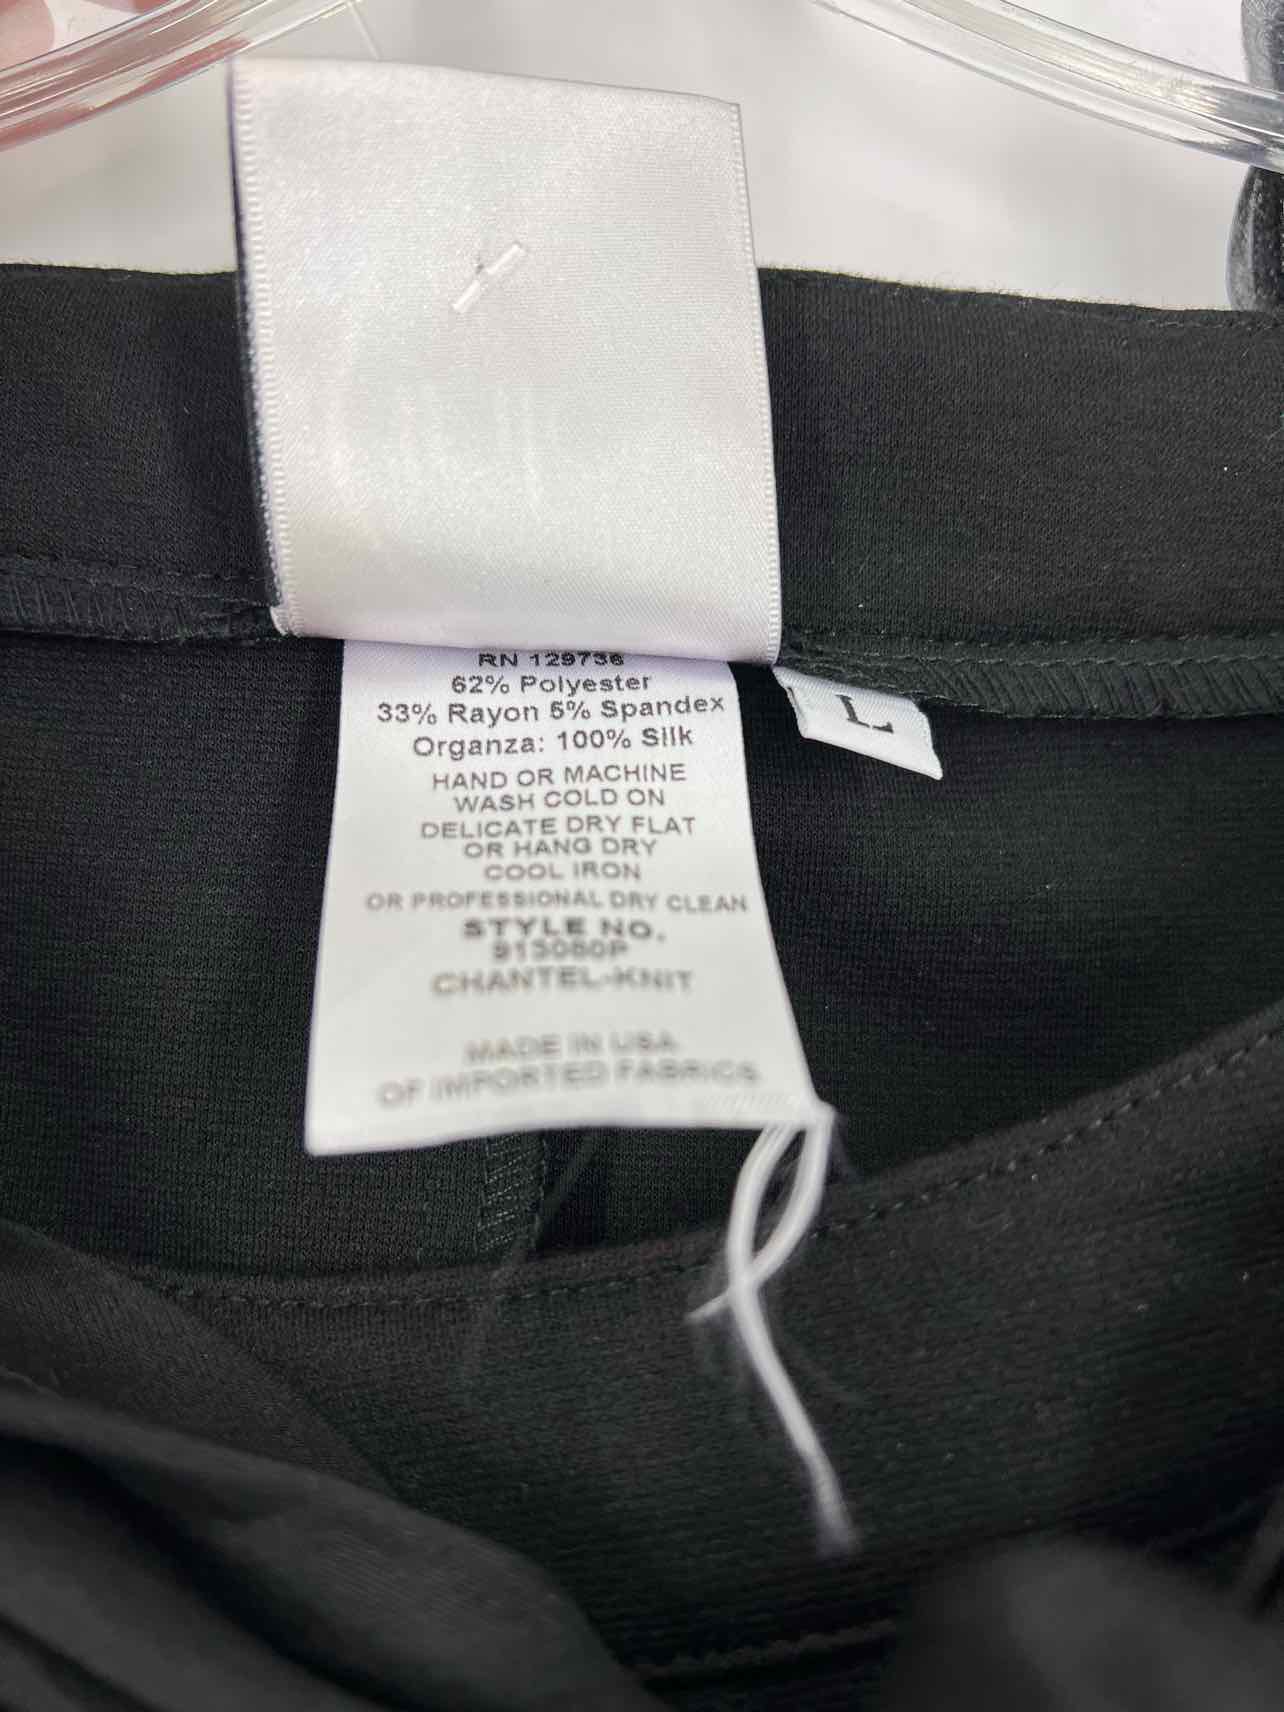 RN 129736
62% Polyester
33% Rayon 5% Spandex
Organza: 100% Silk
HAND OR MACHINE
WASH COLD ON
DELICATE DRY FLAT
OR HANG DRY
COOL IRON
OR PROFESSIONAL DRY CLEAN
STYLE NO.
913060P
CHANTEL-KNIT
MADE IN USA
OF IMPORTED FABRICS
L